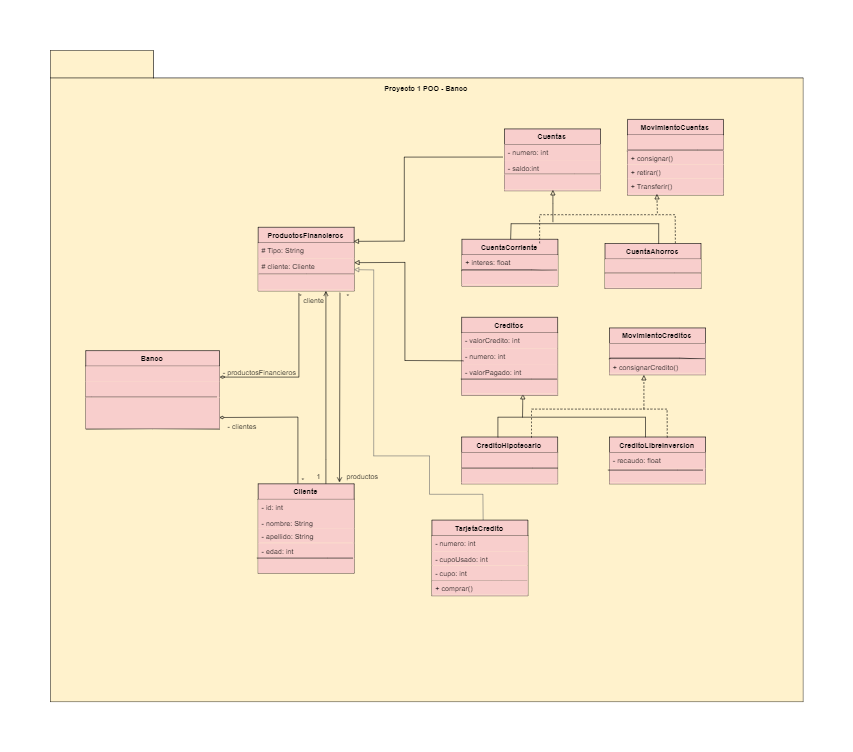 Proyecto 1 POO - Banco
Cuentas
- numero: int
- saldo:int
MovimientoCuentas
+ consignar()
+ retirar()
+ Transferir()
ProductosFinancieros
# Tipo: String
# cliente: Cliente
CuentaCorriente
+ interes: float
CuentaAhorros
*
cliente
*
Creditos
- valorCredito: int
- numero: int
- valorPagado: int
MovimientoCreditos
+ consignarCredito()
Banco
- productosFinancieros
- clientes
CreditoHipotecario
CreditoLibreInversion
- recaudo: float
*
1
productos
Cliente
- id: int
- nombre: String
- apellido: String
- edad: int
TarjetaCredito
- numero: int
- cupoUsado: int
- cupo: int
+ comprar()